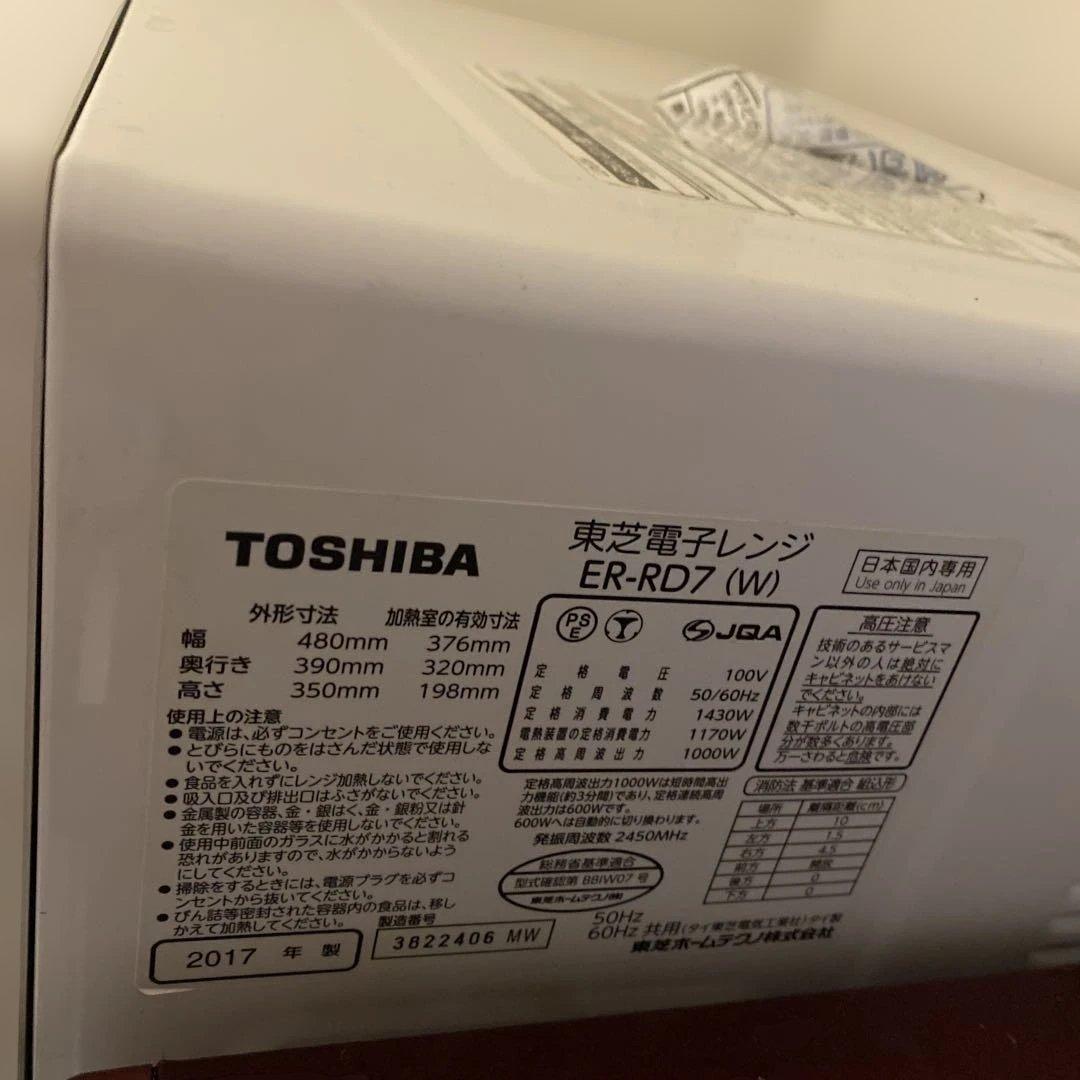 TOSHIBA
東芝電子レンジ
ER-RD7 (W)
日本国内専用
Use only in Japan
外形寸法 加熱室の有効寸法
幅 480mm 376mm
奥行き 390mm 320mm
高さ 350mm 198mm
使用上の注意
●電源は、必ずコンセントをご使用ください。
●とびらにものをはさんだ状態で使用しな
いでください。
●食品を入れずにレンジ加熱しないでください。
●吸入口及び排出口はふさがないでください。
●金属製の容器、金・銀はく、金・銀粉又は針
金を用いた容器等を使用しないでください。
●使用中前面のガラスに水がかかると割れる
恐れがありますので、水がかからないよう
にしてください。
●掃除をするときには、電源プラグを必ずコ
ンセントから抜いてください。
●びん詰等密封された容器内の食品は、移し
かえて加熱してください。
2017 年 製
製造番号
3822406 MW
PS
E
JQA
定格電圧 100V
定格周波数 50/60Hz
定格消費電力 1430W
電熱装置の定格消費電力 1170W
定格高周波出力 1000W
定格高周波出力1000Wは短時間高出
力機能(約3分間)であり、定格連続高周
波出力は600Wです。
600Wへは自動的に切り換わります。
発振周波数 2450MHz
総務省基準適合
型式確認第 BBIW07 号
東芝ホームテクノ(株)
高圧注意
技術のあるサービスマ
ン以外の人は絶対に
キャビネットをあけない
でください。
キャビネットの内部には
数千ボルトの高電圧部
分が数多くあります。
万一さわると危険です。
消防法 基準適合 組込形
場所 離隔距離(cm)
上方 10
左方 1.5
右方 4.5
前方 開放
後方 0
下方 0
50Hz
60Hz 共用 (タイ東芝電気工業社)タイ製
東芝ホームテクノ株式会社